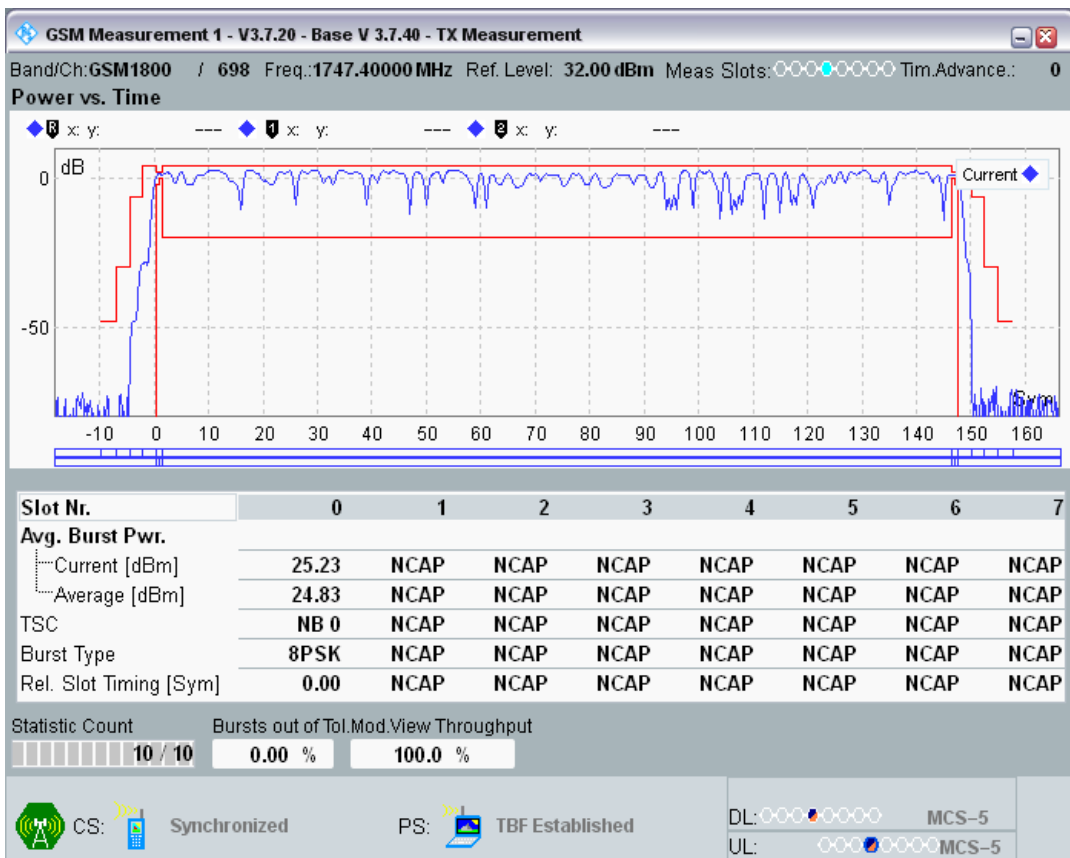 GSM Measurement 1 - V3.7.20 - Base V 3.7.40 - TX Measurement
Band/Ch:GSM1800 / 698 Freq.:1747.40000 MHz Ref. Level: 32.00 dBm Meas Slots: Tim.Advance.: 0
Power vs. Time
R x: y: --- 1 x: y: --- 2 x: y: ---
dB
Current
0
-50
Sym
-10 0 10 20 30 40 50 60 70 80 90 100 110 120 130 140 150 160
Slot Nr. 0 1 2 3 4 5 6 7
Avg. Burst Pwr.
Current [dBm] 25.23 NCAP NCAP NCAP NCAP NCAP NCAP NCAP
Average [dBm] 24.83 NCAP NCAP NCAP NCAP NCAP NCAP NCAP
TSC NB 0 NCAP NCAP NCAP NCAP NCAP NCAP NCAP
Burst Type 8PSK NCAP NCAP NCAP NCAP NCAP NCAP NCAP
Rel. Slot Timing [Sym] 0.00 NCAP NCAP NCAP NCAP NCAP NCAP NCAP
Statistic Count Bursts out of Tol.Mod.View Throughput
10 / 10 0.00 % 100.0 %
CS: Synchronized PS: TBF Established DL: MCS-5
UL: MCS-5